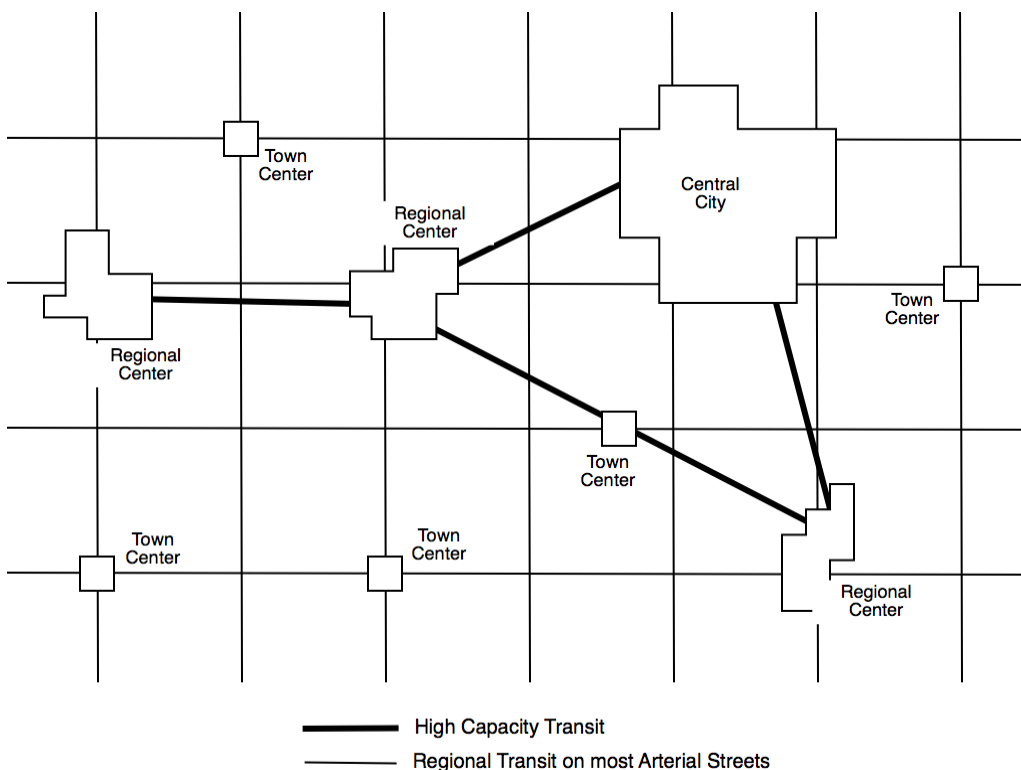 Town
Center
Central
City
Regional
Center
Town
Center
Regional
Center
Town
Center
Town
Center
Town
Center
Regional
Center
High Capacity Transit
Regional Transit on most Arterial Streets